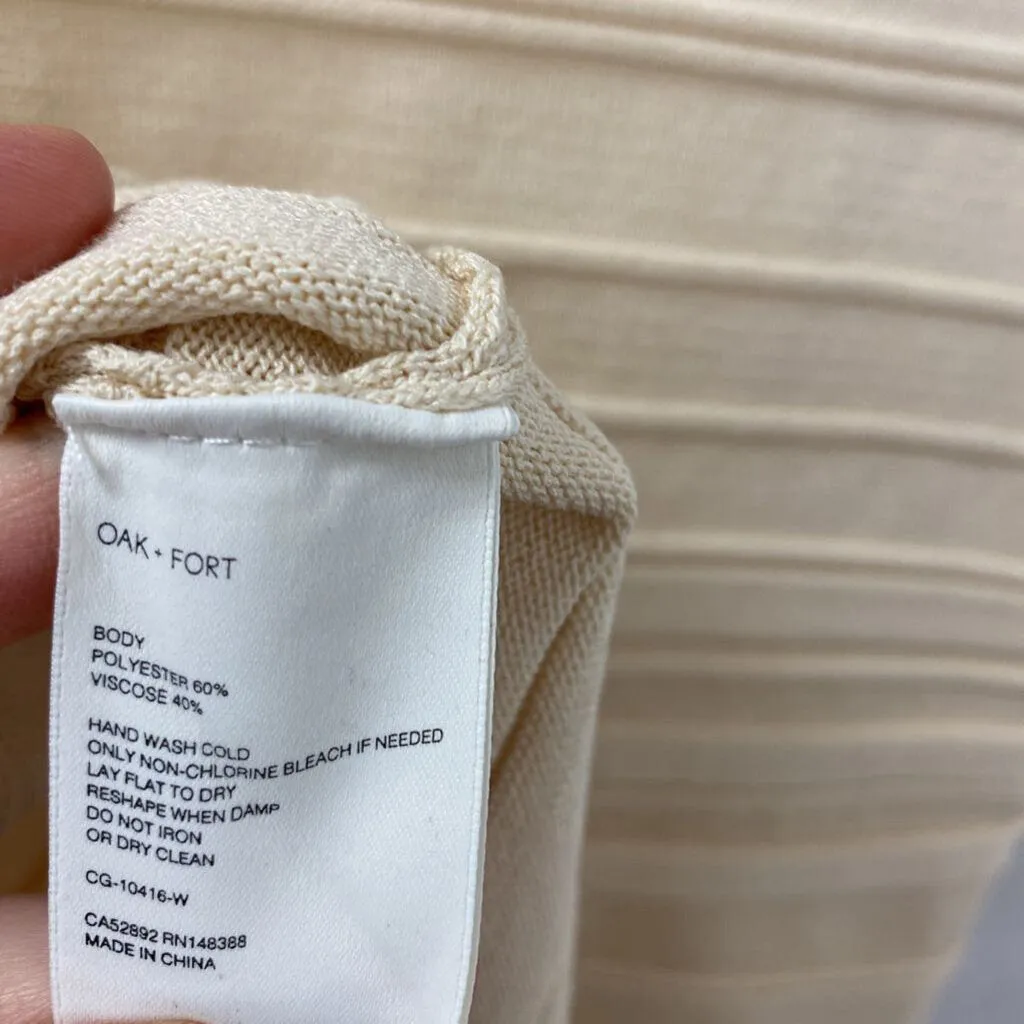 OAK + FORT
BODY
POLYESTER 60%
VISCOSE 40%
HAND WASH COLD
ONLY NON-CHLORINE BLEACH IF NEEDED
LAY FLAT TO DRY
RESHAPE WHEN DAMP
DO NOT IRON
OR DRY CLEAN
CG-10416-W
CA52892 RN148388
MADE IN CHINA